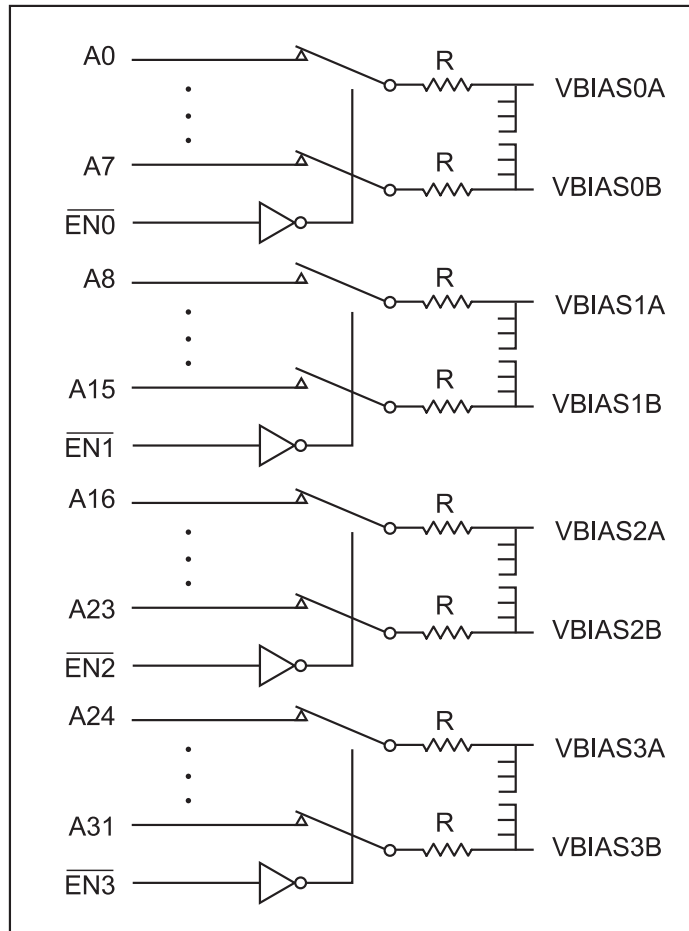 A0 R VBIAS0A
A7 R VBIAS0B
EN0
A8 R VBIAS1A
A15 R VBIAS1B
EN1
A16 R VBIAS2A
A23 R VBIAS2B
EN2
A24 R VBIAS3A
A31 R VBIAS3B
EN3